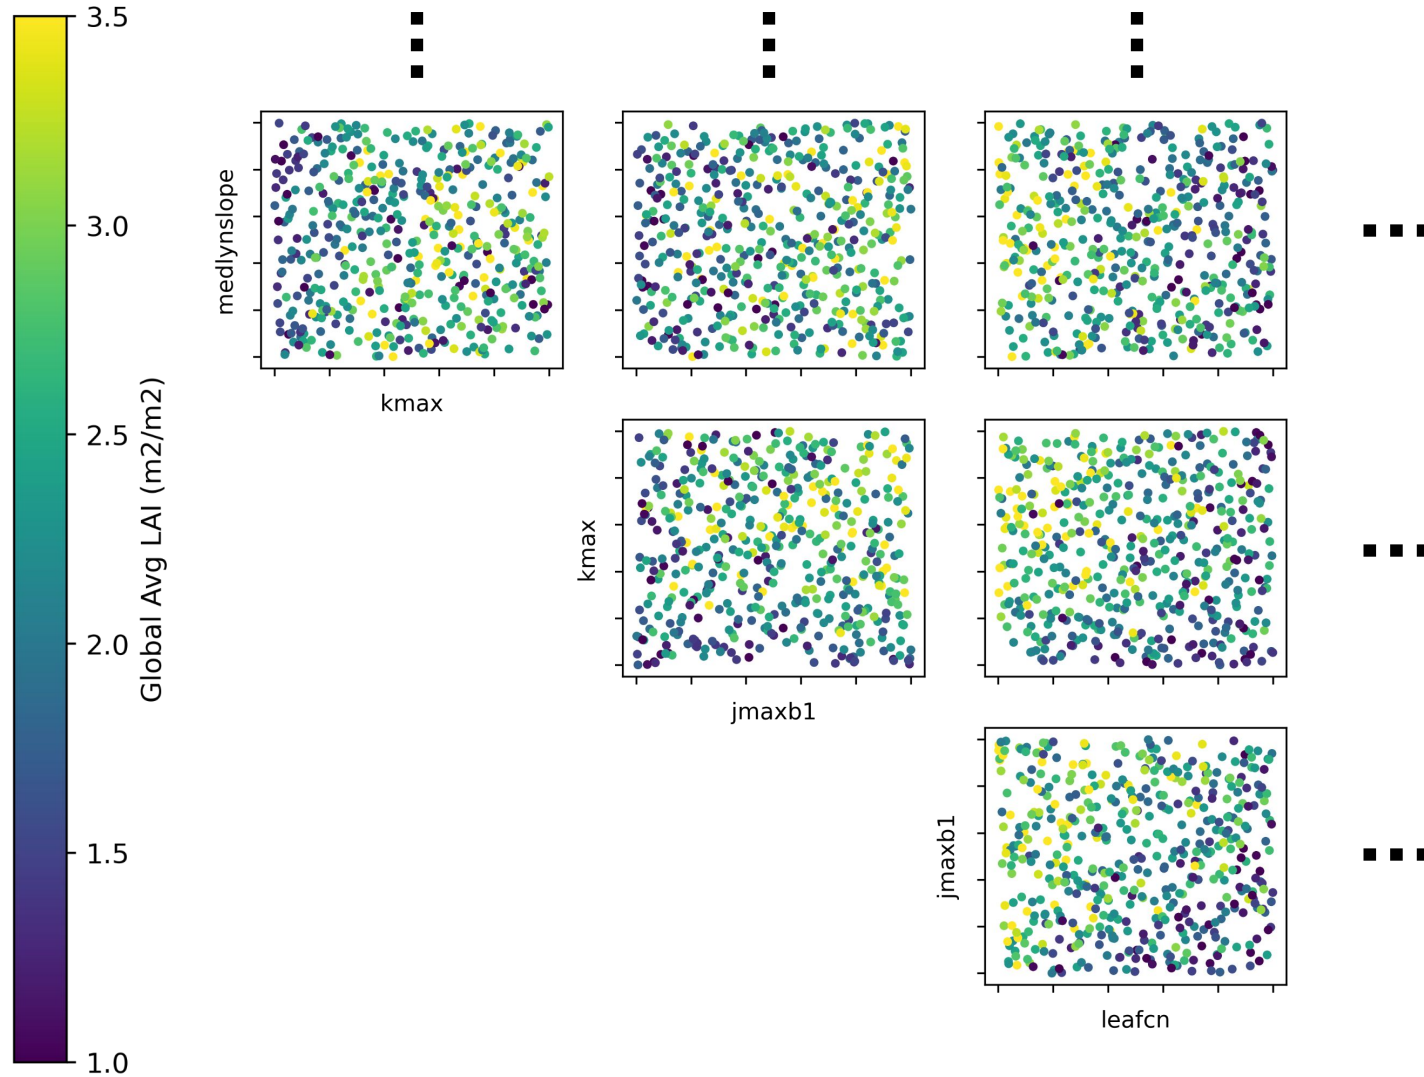 3.5
3.0
2.5
2.0
1.5
1.0
Global Avg LAI (m2/m2)
medlynslope
kmax
kmax
jmaxb1
jmaxb1
leafcn